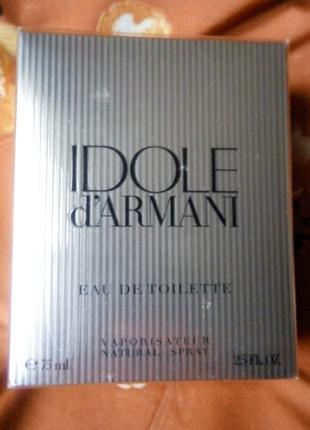 IDOLE
d'ARMANI
EAU DE TOILETTE
VAPORISATEUR
NATURAL SPRAY
℮ 75 ml 2.5 FL. OZ.